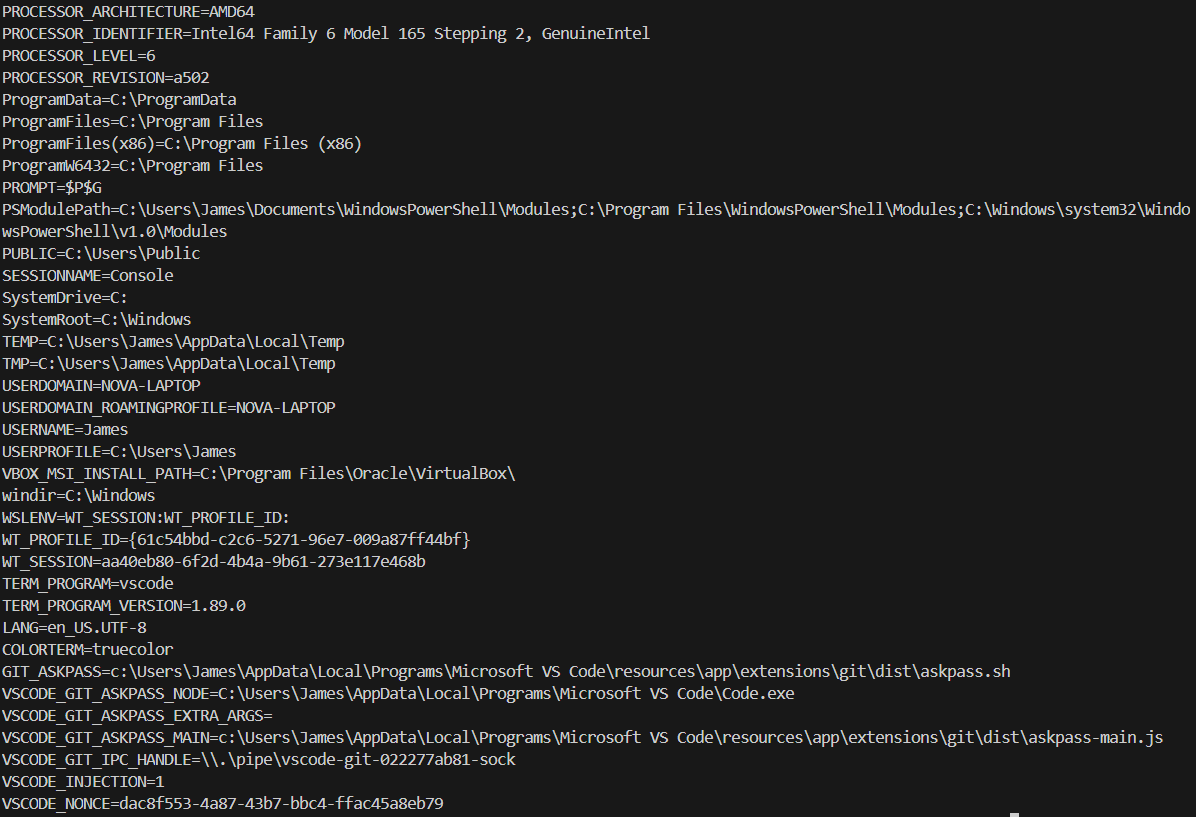 PROCESSOR_ARCHITECTURE=AMD64
PROCESSOR_IDENTIFIER=Intel64 Family 6 Model 165 Stepping 2, GenuineIntel
PROCESSOR_LEVEL=6
PROCESSOR_REVISION=a502
ProgramData=C:\ProgramData
ProgramFiles=C:\Program Files
ProgramFiles(x86)=C:\Program Files (x86)
ProgramW6432=C:\Program Files
PROMPT=$P$G
PSModulePath=C:\Users\James\Documents\WindowsPowerShell\Modules;C:\Program Files\WindowsPowerShell\Modules;C:\Windows\system32\Windo
wsPowerShell\v1.0\Modules
PUBLIC=C:\Users\Public
SESSIONNAME=Console
SystemDrive=C:
SystemRoot=C:\Windows
TEMP=C:\Users\James\AppData\Local\Temp
TMP=C:\Users\James\AppData\Local\Temp
USERDOMAIN=NOVA-LAPTOP
USERDOMAIN_ROAMINGPROFILE=NOVA-LAPTOP
USERNAME=James
USERPROFILE=C:\Users\James
VBOX_MSI_INSTALL_PATH=C:\Program Files\Oracle\VirtualBox\
windir=C:\Windows
WSLENV=WT_SESSION:WT_PROFILE_ID:
WT_PROFILE_ID={61c54bbd-c2c6-5271-96e7-009a87ff44bf}
WT_SESSION=aa40eb80-6f2d-4b4a-9b61-273e117e468b
TERM_PROGRAM=vscode
TERM_PROGRAM_VERSION=1.89.0
LANG=en_US.UTF-8
COLORTERM=truecolor
GIT_ASKPASS=c:\Users\James\AppData\Local\Programs\Microsoft VS Code\resources\app\extensions\git\dist\askpass.sh
VSCODE_GIT_ASKPASS_NODE=C:\Users\James\AppData\Local\Programs\Microsoft VS Code\Code.exe
VSCODE_GIT_ASKPASS_EXTRA_ARGS=
VSCODE_GIT_ASKPASS_MAIN=c:\Users\James\AppData\Local\Programs\Microsoft VS Code\resources\app\extensions\git\dist\askpass-main.js
VSCODE_GIT_IPC_HANDLE=\\.\pipe\vscode-git-022277ab81-sock
VSCODE_INJECTION=1
VSCODE_NONCE=dac8f553-4a87-43b7-bbc4-ffac45a8eb79